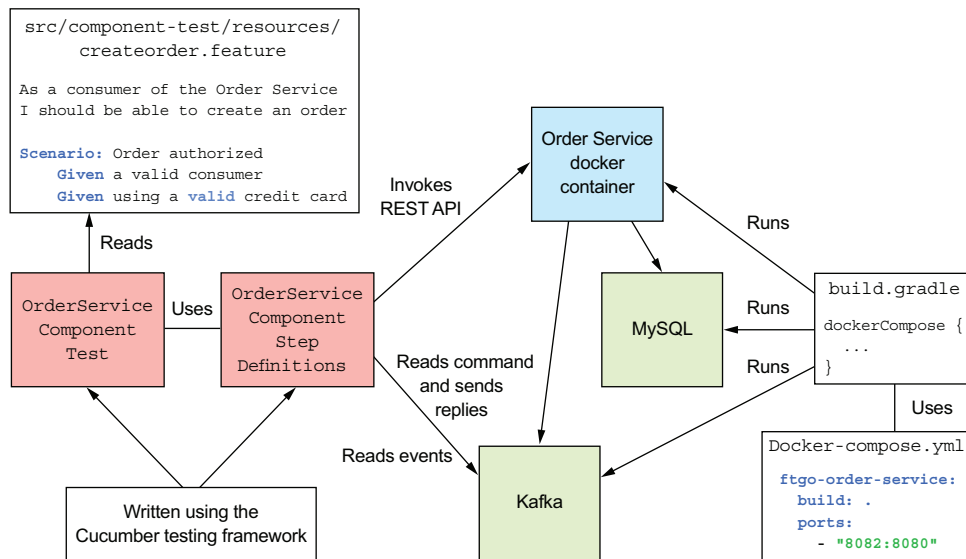 src/component-test/resources/
createorder.feature
As a consumer of the Order Service
I should be able to create an order
Scenario: Order authorized
Given a valid consumer
Given using a valid credit card
Reads
OrderService
Component
Test
Uses
OrderService
Component
Step
Definitions
Invokes
REST API
Order Service
docker
container
Runs
MySQL
Runs
build.gradle
dockerCompose {
...
}
Reads command
and sends
replies
Runs
Reads events
Kafka
Uses
Docker-compose.yml
ftgo-order-service:
build: .
ports:
- "8082:8080"
Written using the
Cucumber testing framework